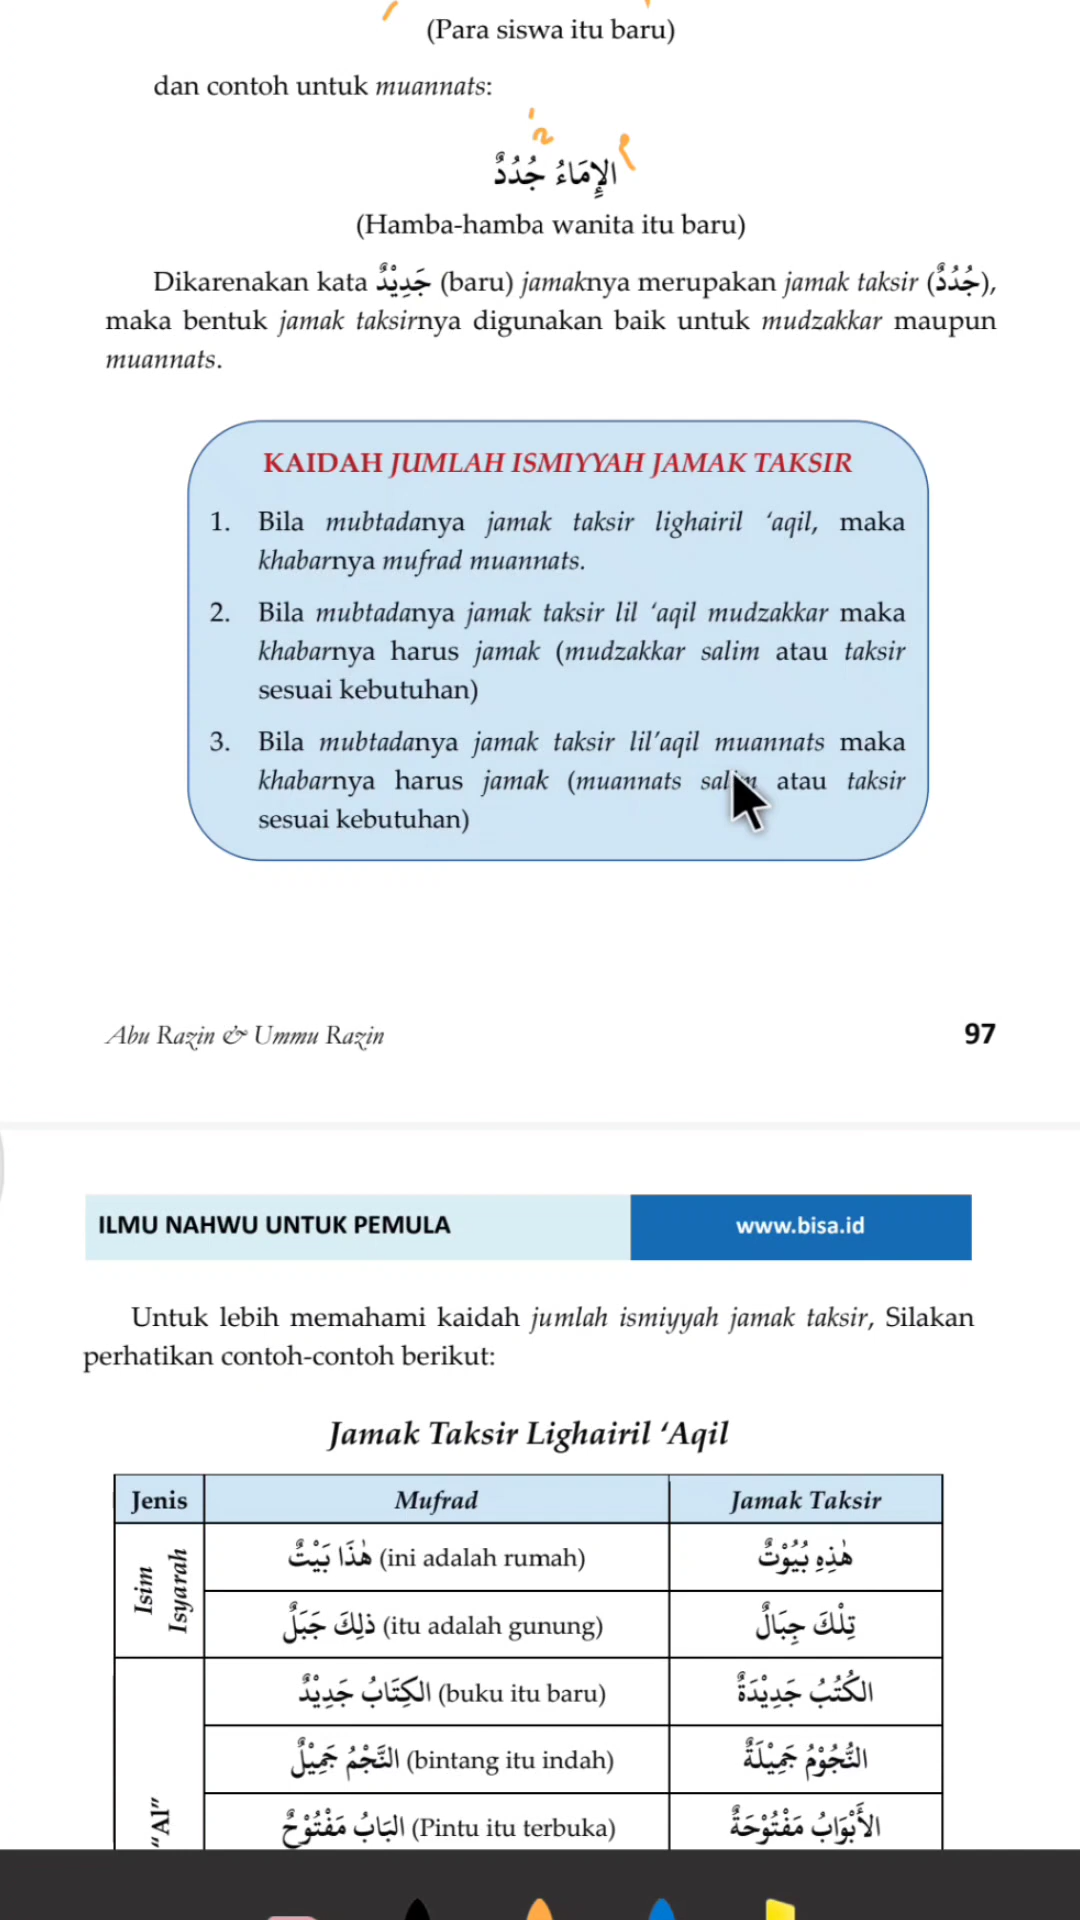 (Para siswa itu baru)
dan contoh untuk muannats:
الإِمَاءُ جُدُدٌ
(Hamba-hamba wanita itu baru)
Dikarenakan kata جَدِيْدٌ (baru) jamaknya merupakan jamak taksir (جُدُدٌ),
maka bentuk jamak taksirnya digunakan baik untuk mudzakkar maupun
muannats.
KAIDAH JUMLAH ISMIYYAH JAMAK TAKSIR
1. Bila mubtadanya jamak taksir lighairil ‘aqil, maka
khabarnya mufrad muannats.
2. Bila mubtadanya jamak taksir lil ‘aqil mudzakkar maka
khabarnya harus jamak (mudzakkar salim atau taksir
sesuai kebutuhan)
3. Bila mubtadanya jamak taksir lil’aqil muannats maka
khabarnya harus jamak (muannats salim atau taksir
sesuai kebutuhan)
Abu Razin & Ummu Razin 97
ILMU NAHWU UNTUK PEMULA www.bisa.id
Untuk lebih memahami kaidah jumlah ismiyyah jamak taksir, Silakan
perhatikan contoh-contoh berikut:
Jamak Taksir Lighairil ‘Aqil
Jenis Mufrad Jamak Taksir
Isim Isyarah
هٰذَا بَيْتٌ (ini adalah rumah) هٰذِهِ بُيُوْتٌ
ذٰلِكَ جَبَلٌ (itu adalah gunung) تِلْكَ جِبَالٌ
“Al”
الكِتَابُ جَدِيْدٌ (buku itu baru) الكُتُبُ جَدِيْدَةٌ
النَّجْمُ جَمِيْلٌ (bintang itu indah) النُّجُوْمُ جَمِيْلَةٌ
البَابُ مَفْتُوْحٌ (Pintu itu terbuka) الأَبْوَابُ مَفْتُوْحَةٌ